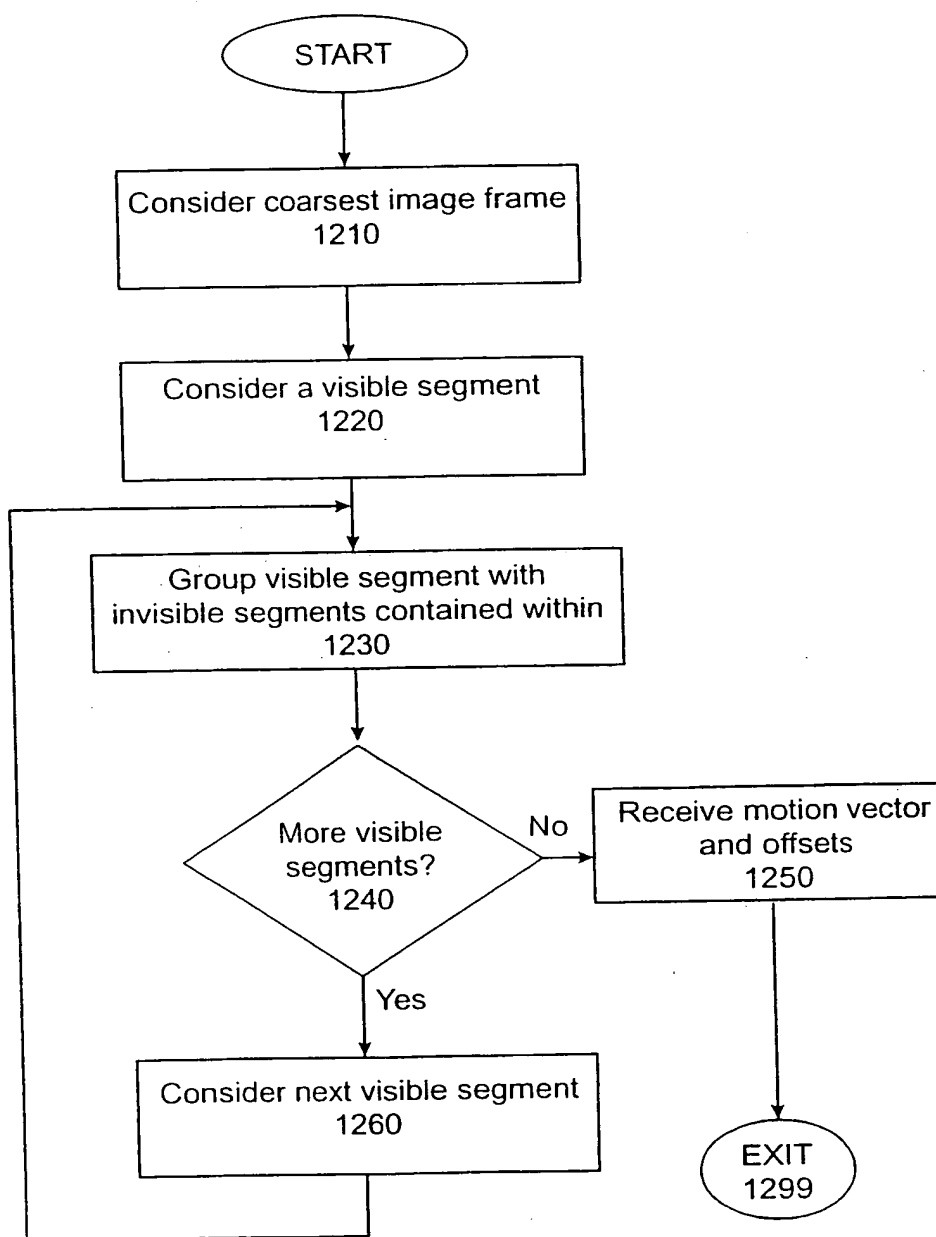 START
Consider coarsest image frame
1210
Consider a visible segment
1220
Group visible segment with
invisible segments contained within
1230
More visible
segments?
1240
No
Receive motion vector
and offsets
1250
Yes
Consider next visible segment
1260
EXIT
1299